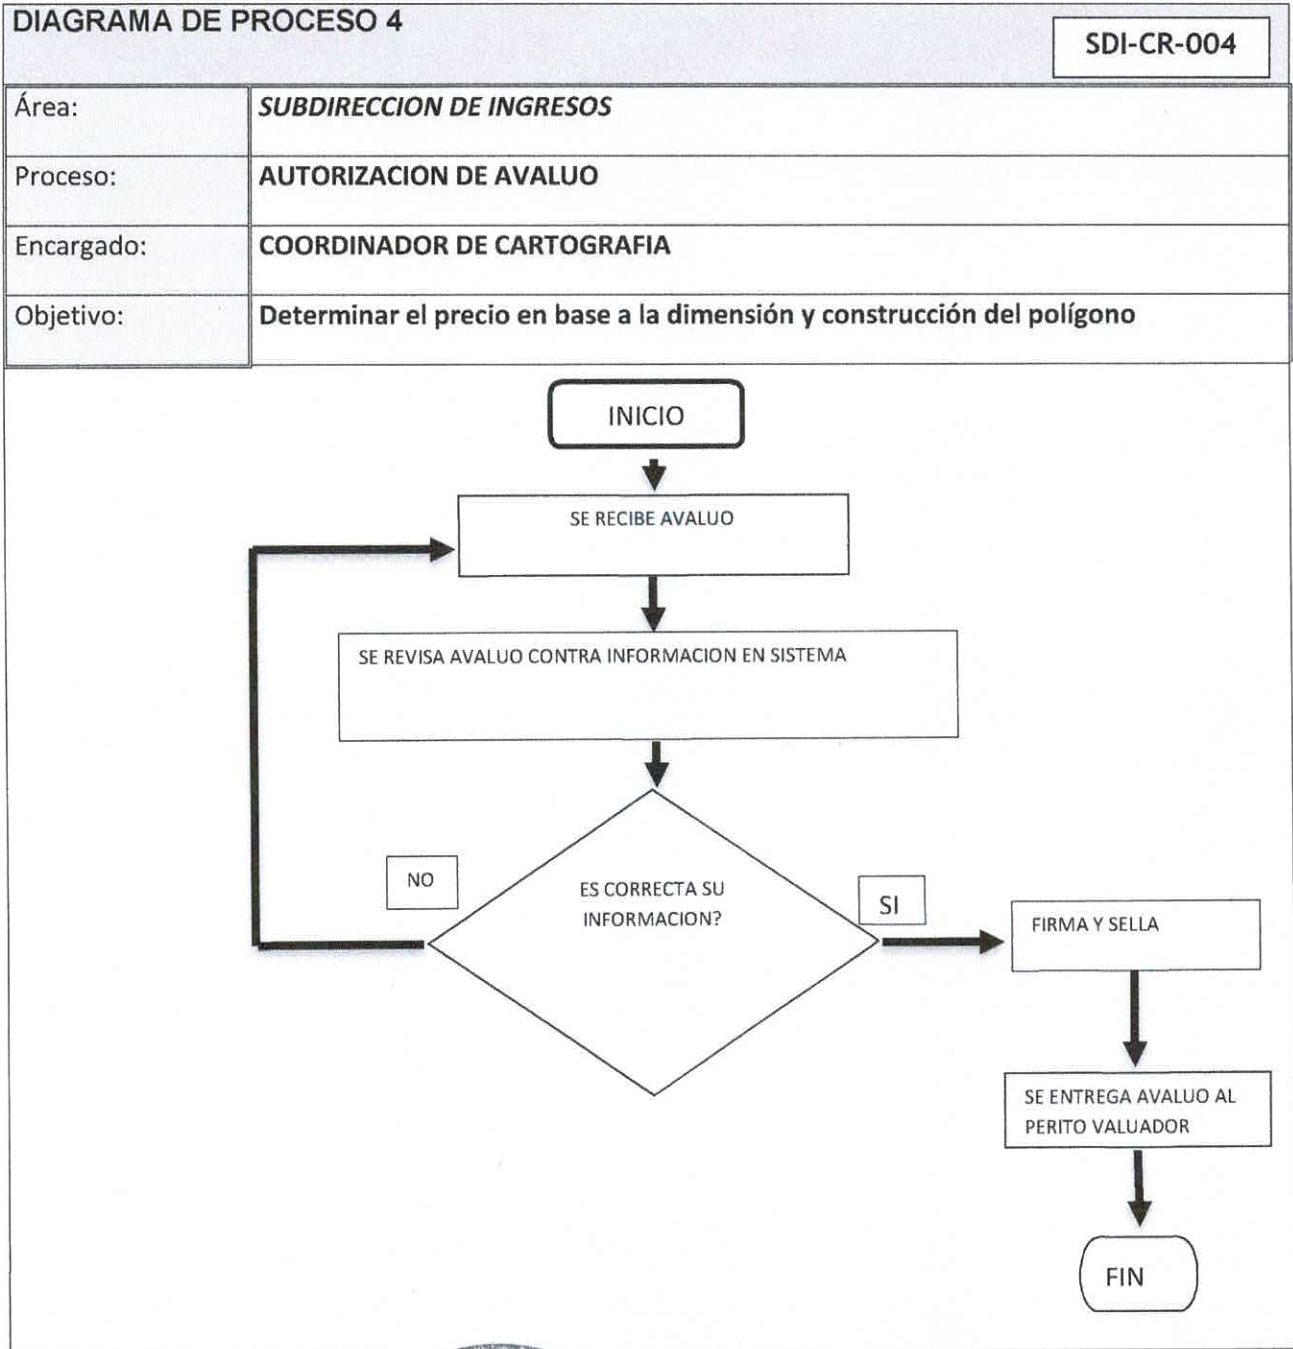 DIAGRAMA DE PROCESO 4
SDI-CR-004
Área: SUBDIRECCION DE INGRESOS
Proceso: AUTORIZACION DE AVALUO
Encargado: COORDINADOR DE CARTOGRAFIA
Objetivo: Determinar el precio en base a la dimensión y construcción del polígono
INICIO
SE RECIBE AVALUO
SE REVISA AVALUO CONTRA INFORMACION EN SISTEMA
ES CORRECTA SU
INFORMACION?
NO
SI
FIRMA Y SELLA
SE ENTREGA AVALUO AL
PERITO VALUADOR
FIN